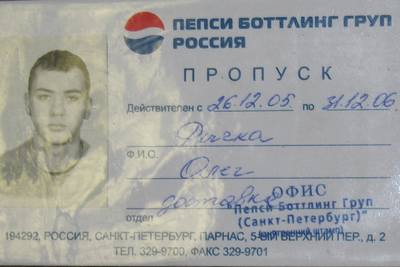 ПЕПСИ БОТТЛИНГ ГРУП
РОССИЯ
ПРОПУСК
Действителен с 26.12.05 по 31.12.06
Ф.И.О.
Олег
доставка
отдел
ОФИС
Пепси Боттлинг Груп
(Санкт-Петербург)"
194292, РОССИЯ, САНКТ-ПЕТЕРБУРГ, ПАРНАС, 5-ЫЙ ВЕРХНИЙ ПЕР., д. 2
ТЕЛ. 329-9700, ФАКС 329-9701